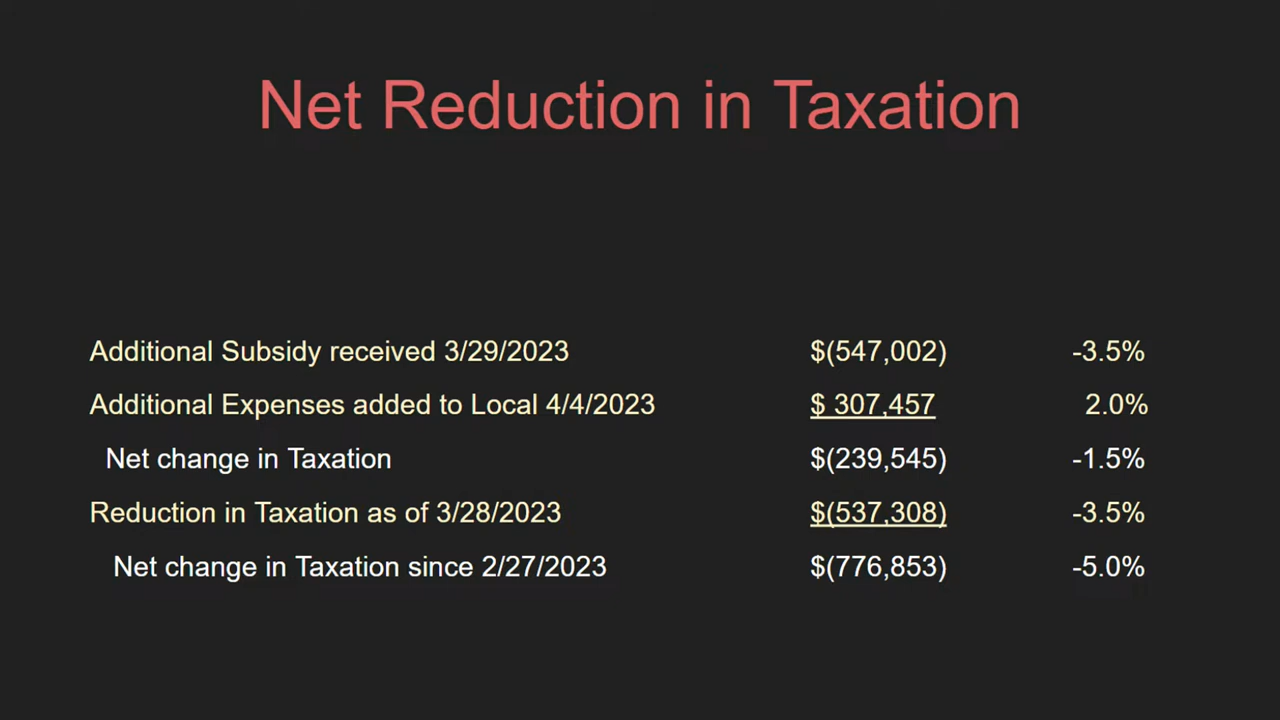 Net Reduction in Taxation
Additional Subsidy received 3/29/2023 $(547,002) -3.5%
Additional Expenses added to Local 4/4/2023 $ 307,457 2.0%
Net change in Taxation $(239,545) -1.5%
Reduction in Taxation as of 3/28/2023 $(537,308) -3.5%
Net change in Taxation since 2/27/2023 $(776,853) -5.0%